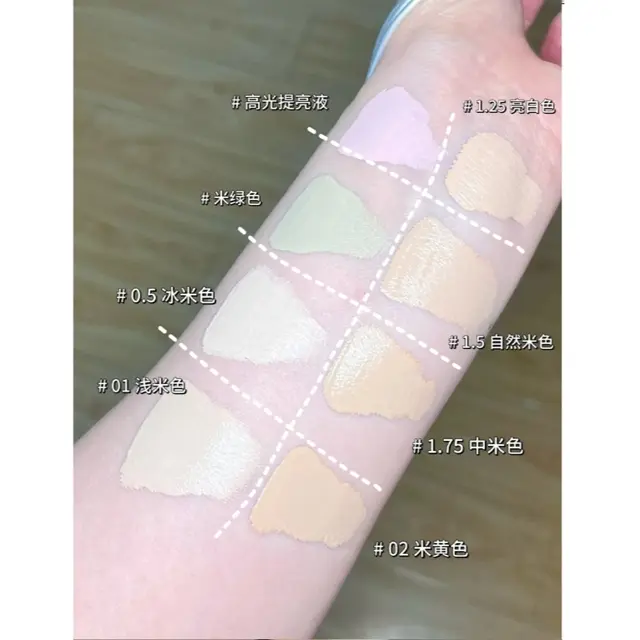 # 高光提亮液
# 1.25 亮白色
# 米绿色
# 0.5 冰米色
# 1.5 自然米色
# 01 浅米色
# 1.75 中米色
# 02 米黄色